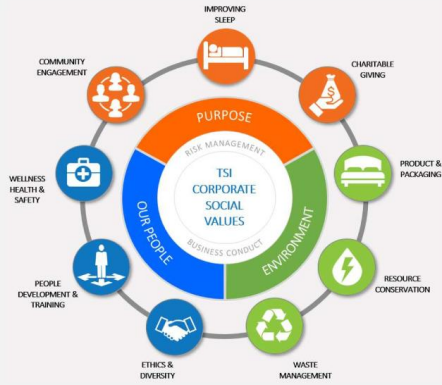 IMPROVING
SLEEP
COMMUNITY
ENGAGEMENT
CHARITABLE
GIVING
PURPOSE
RISK MANAGEMENT
WELLNESS
HEALTH &
SAFETY
PRODUCT &
PACKAGING
TSI
CORPORATE
SOCIAL
VALUES
OUR PEOPLE
ENVIRONMENT
BUSINESS CONDUCT
PEOPLE
DEVELOPMENT &
TRAINING
RESOURCE
CONSERVATION
ETHICS &
DIVERSITY
WASTE
MANAGEMENT
$